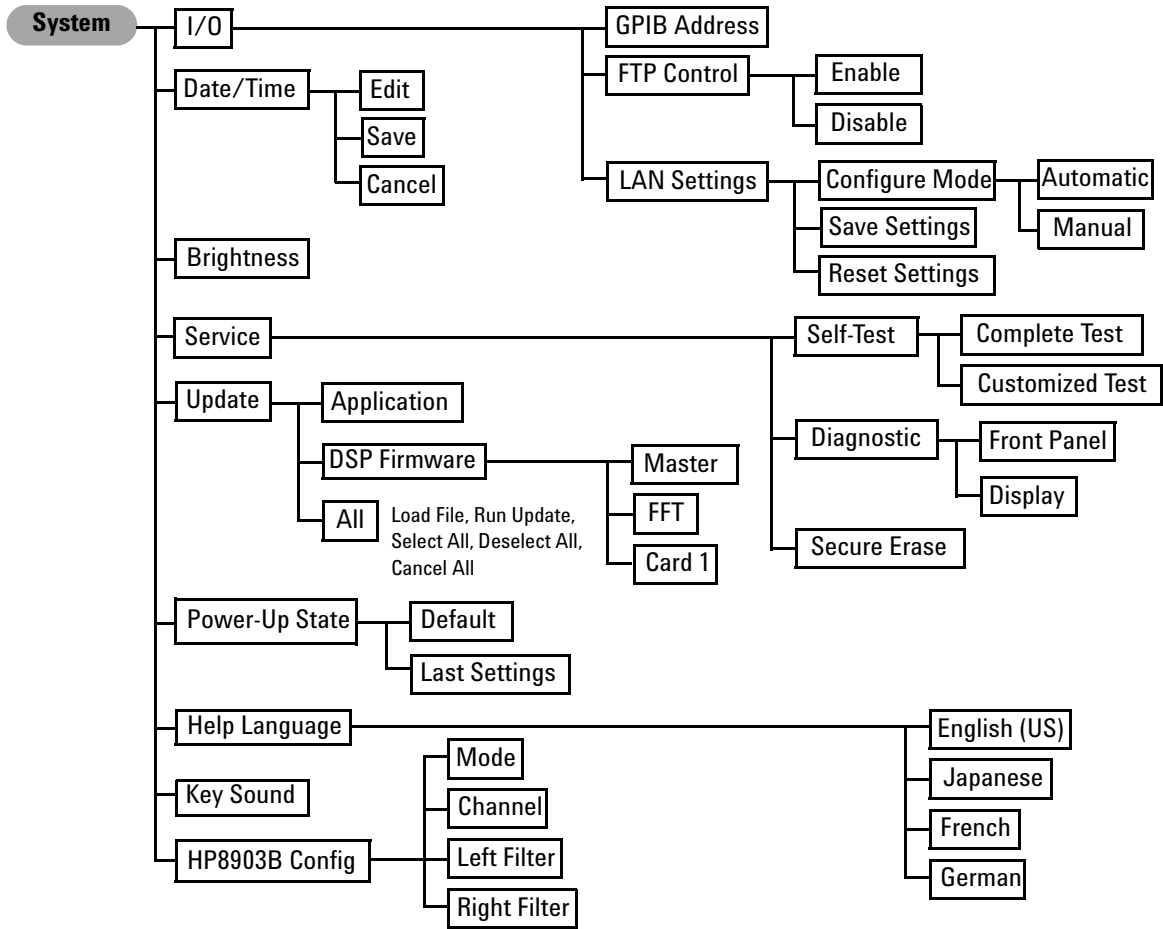 System
I/O
GPIB Address
FTP Control
Enable
Disable
LAN Settings
Configure Mode
Automatic
Manual
Save Settings
Reset Settings
Date/Time
Edit
Save
Cancel
Brightness
Service
Self-Test
Complete Test
Customized Test
Diagnostic
Front Panel
Display
Secure Erase
Update
Application
DSP Firmware
Master
FFT
Card 1
All
Load File, Run Update,
Select All, Deselect All,
Cancel All
Power-Up State
Default
Last Settings
Help Language
English (US)
Japanese
French
German
Key Sound
HP8903B Config
Mode
Channel
Left Filter
Right Filter